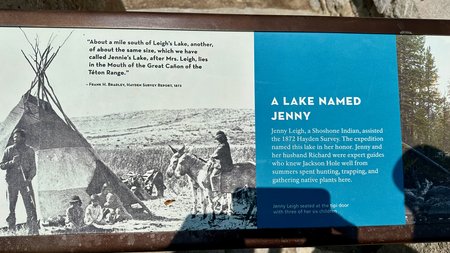 "About a mile south of Leigh's Lake, another,
of about the same size, which we have
called Jennie's Lake, after Mrs. Leigh, lies
in the Mouth of the Great Cañon of the
Téton Range."
– Frank H. Bradley, Hayden Survey Report, 1872
A LAKE NAMED
JENNY
Jenny Leigh, a Shoshone Indian, assisted
the 1872 Hayden Survey. The expedition
named this lake in her honor. Jenny and
her husband Richard were expert guides
who knew Jackson Hole well from
summers spent hunting, trapping, and
gathering native plants here.
Jenny Leigh seated at the tipi door
with three of her six children.